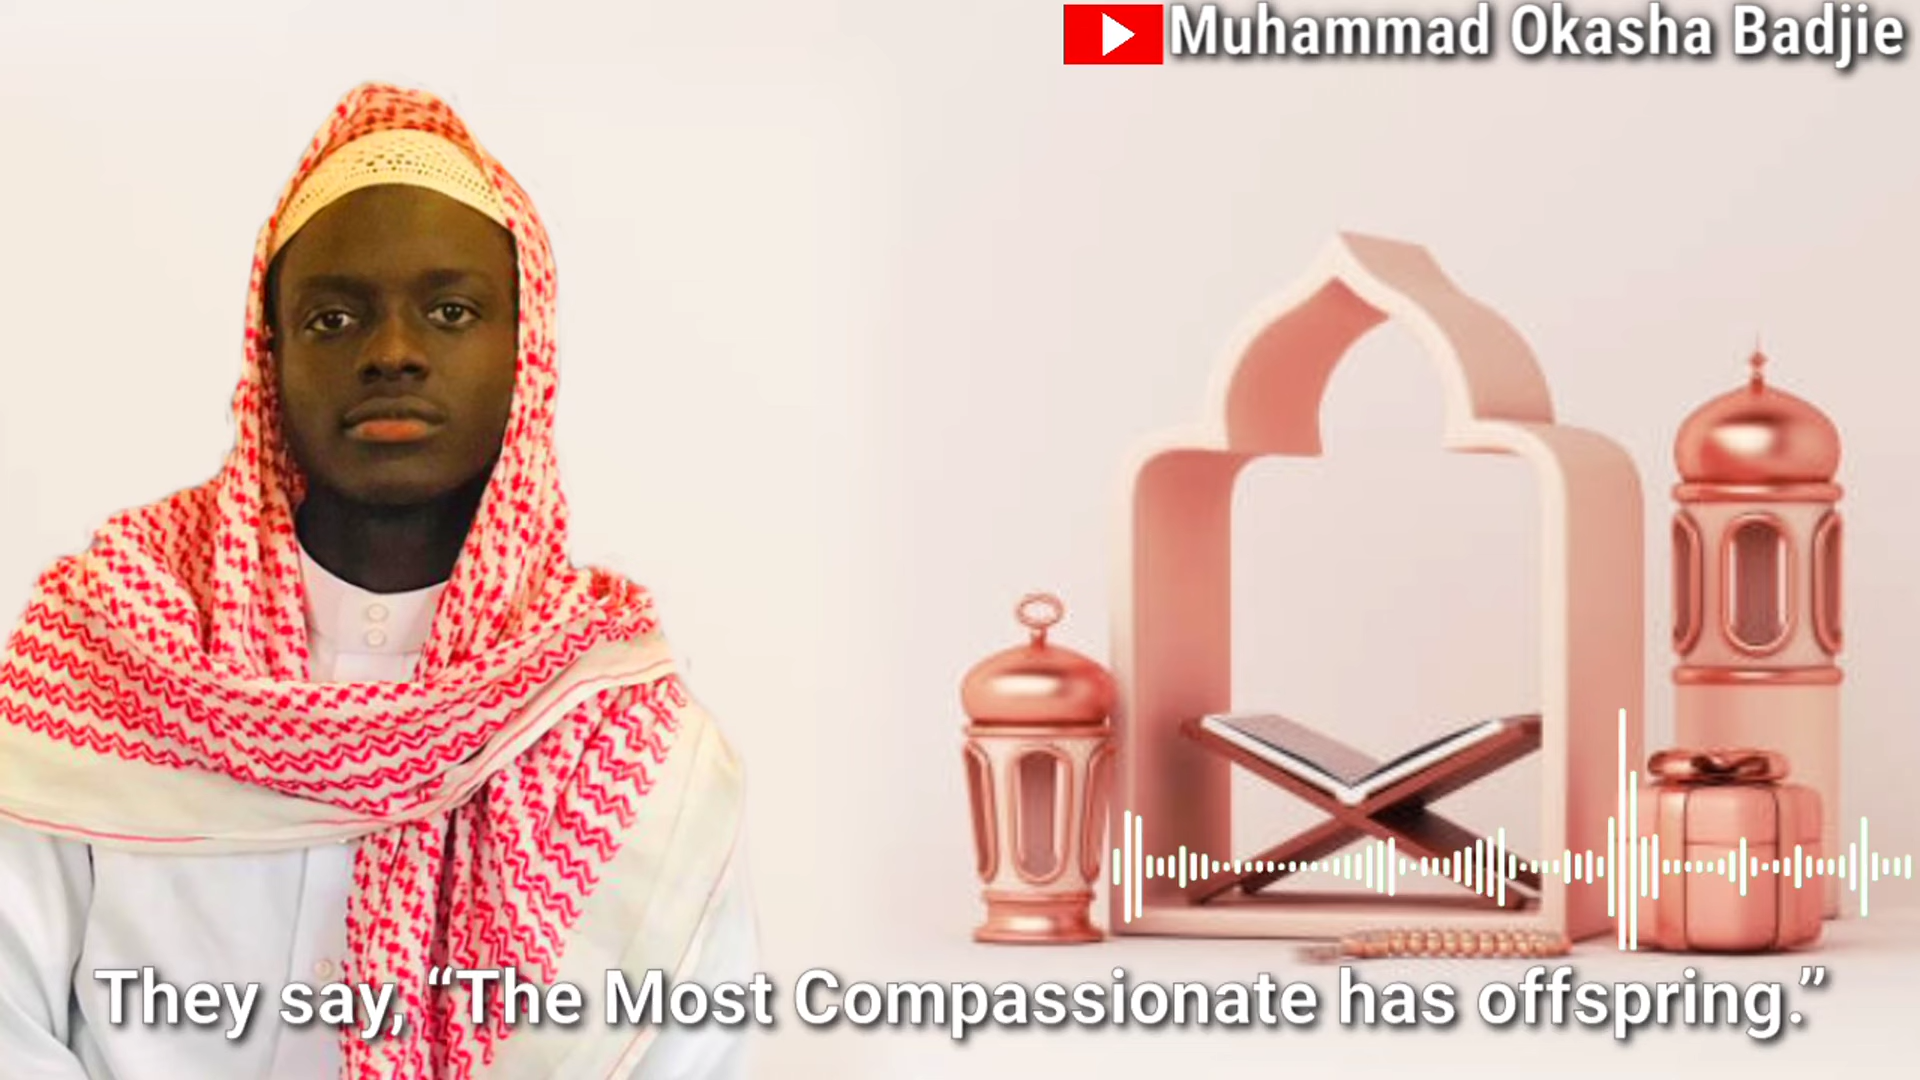 Muhammad Okasha Badjie
They say, “The Most Compassionate has offspring.”